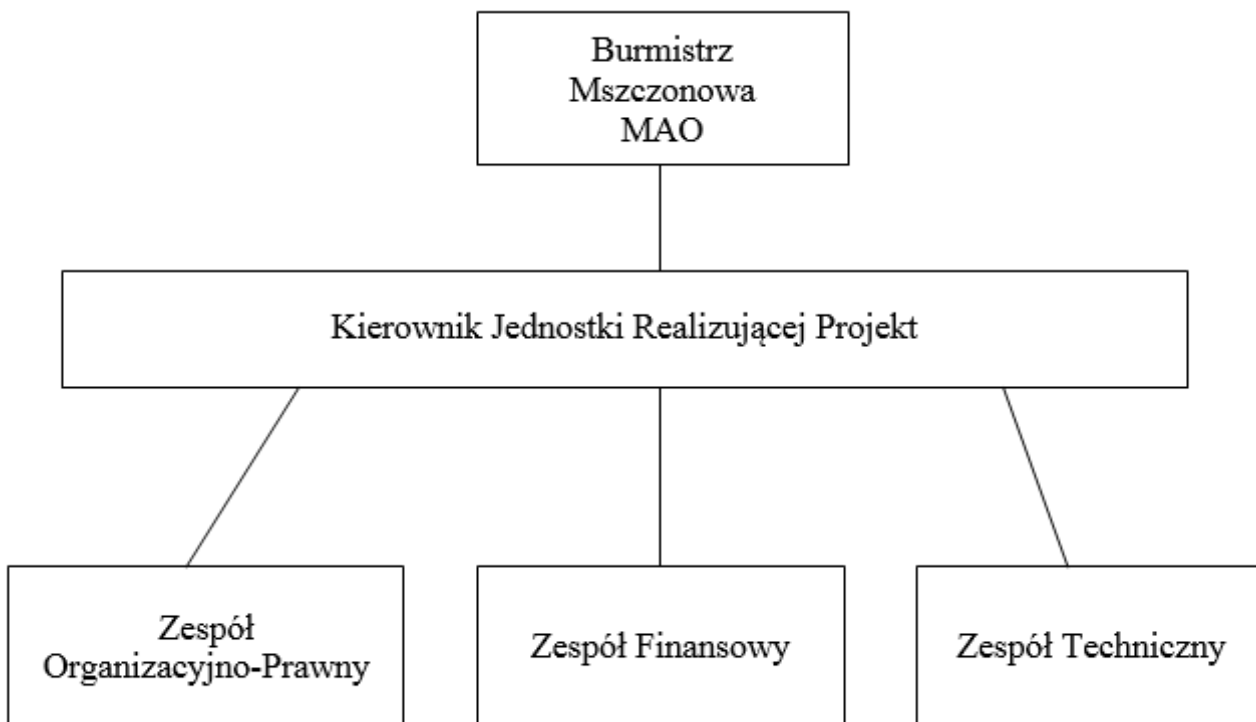 Burmistrz
Mszczonowa
MAO
Kierownik Jednostki Realizującej Projekt
Zespół
Organizacyjno-Prawny
Zespół Finansowy
Zespół Techniczny